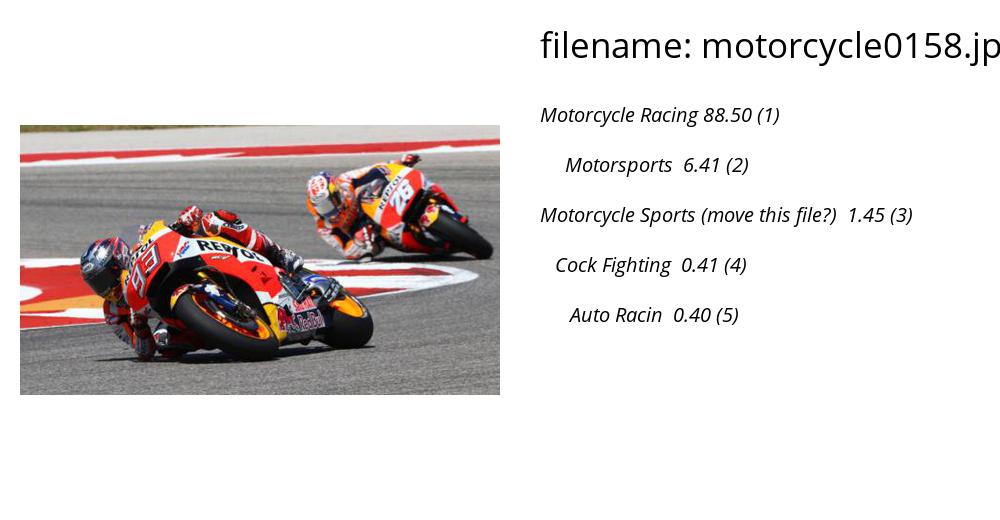 filename: motorcycle0158.jp
Motorcycle Racing 88.50 (1)
Motorsports 6.41 (2)
Motorcycle Sports (move this file?) 1.45 (3)
Cock Fighting 0.41 (4)
Auto Racin 0.40 (5)
REPSOL
26
REPSOL
93
Red Bull